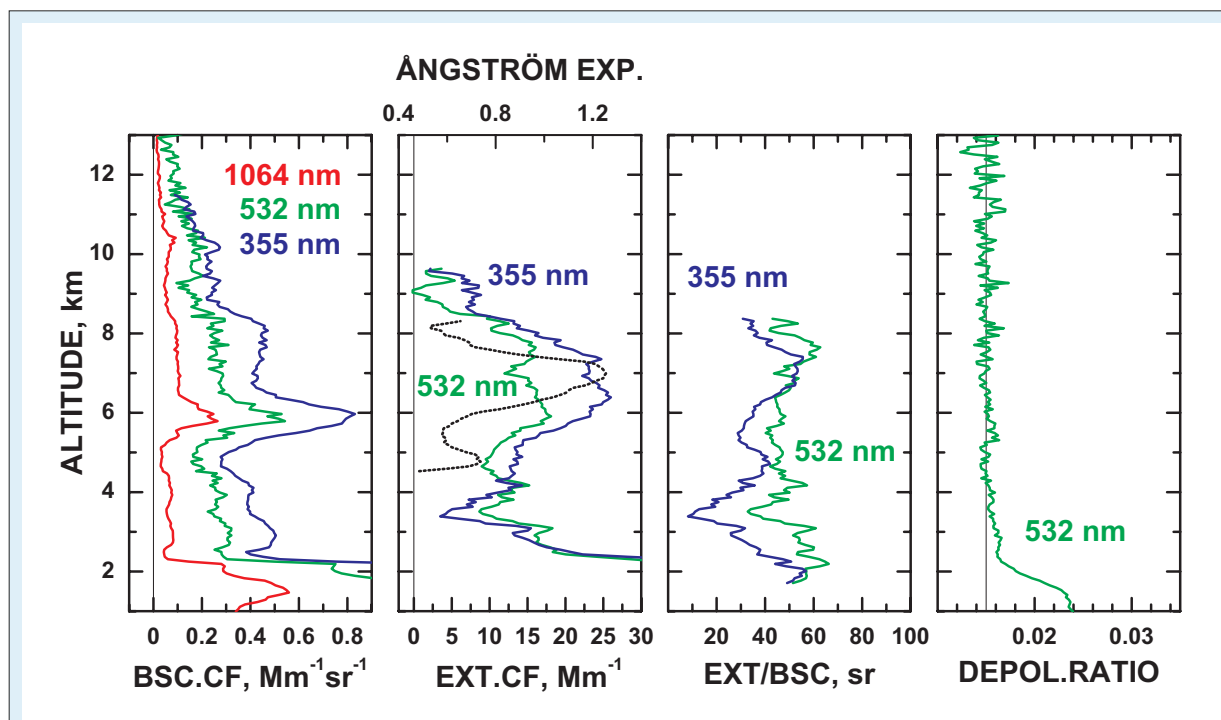 ÅNGSTRÖM EXP.
0.4 0.8 1.2
ALTITUDE, km
12
10
8
6
4
2
1064 nm
532 nm
355 nm
0 0.2 0.4 0.6 0.8
BSC.CF, Mm⁻¹sr⁻¹
355 nm
532 nm
0 5 10 15 20 25 30
EXT.CF, Mm⁻¹
355 nm
532 nm
20 40 60 80 100
EXT/BSC, sr
532 nm
0.02 0.03
DEPOL.RATIO